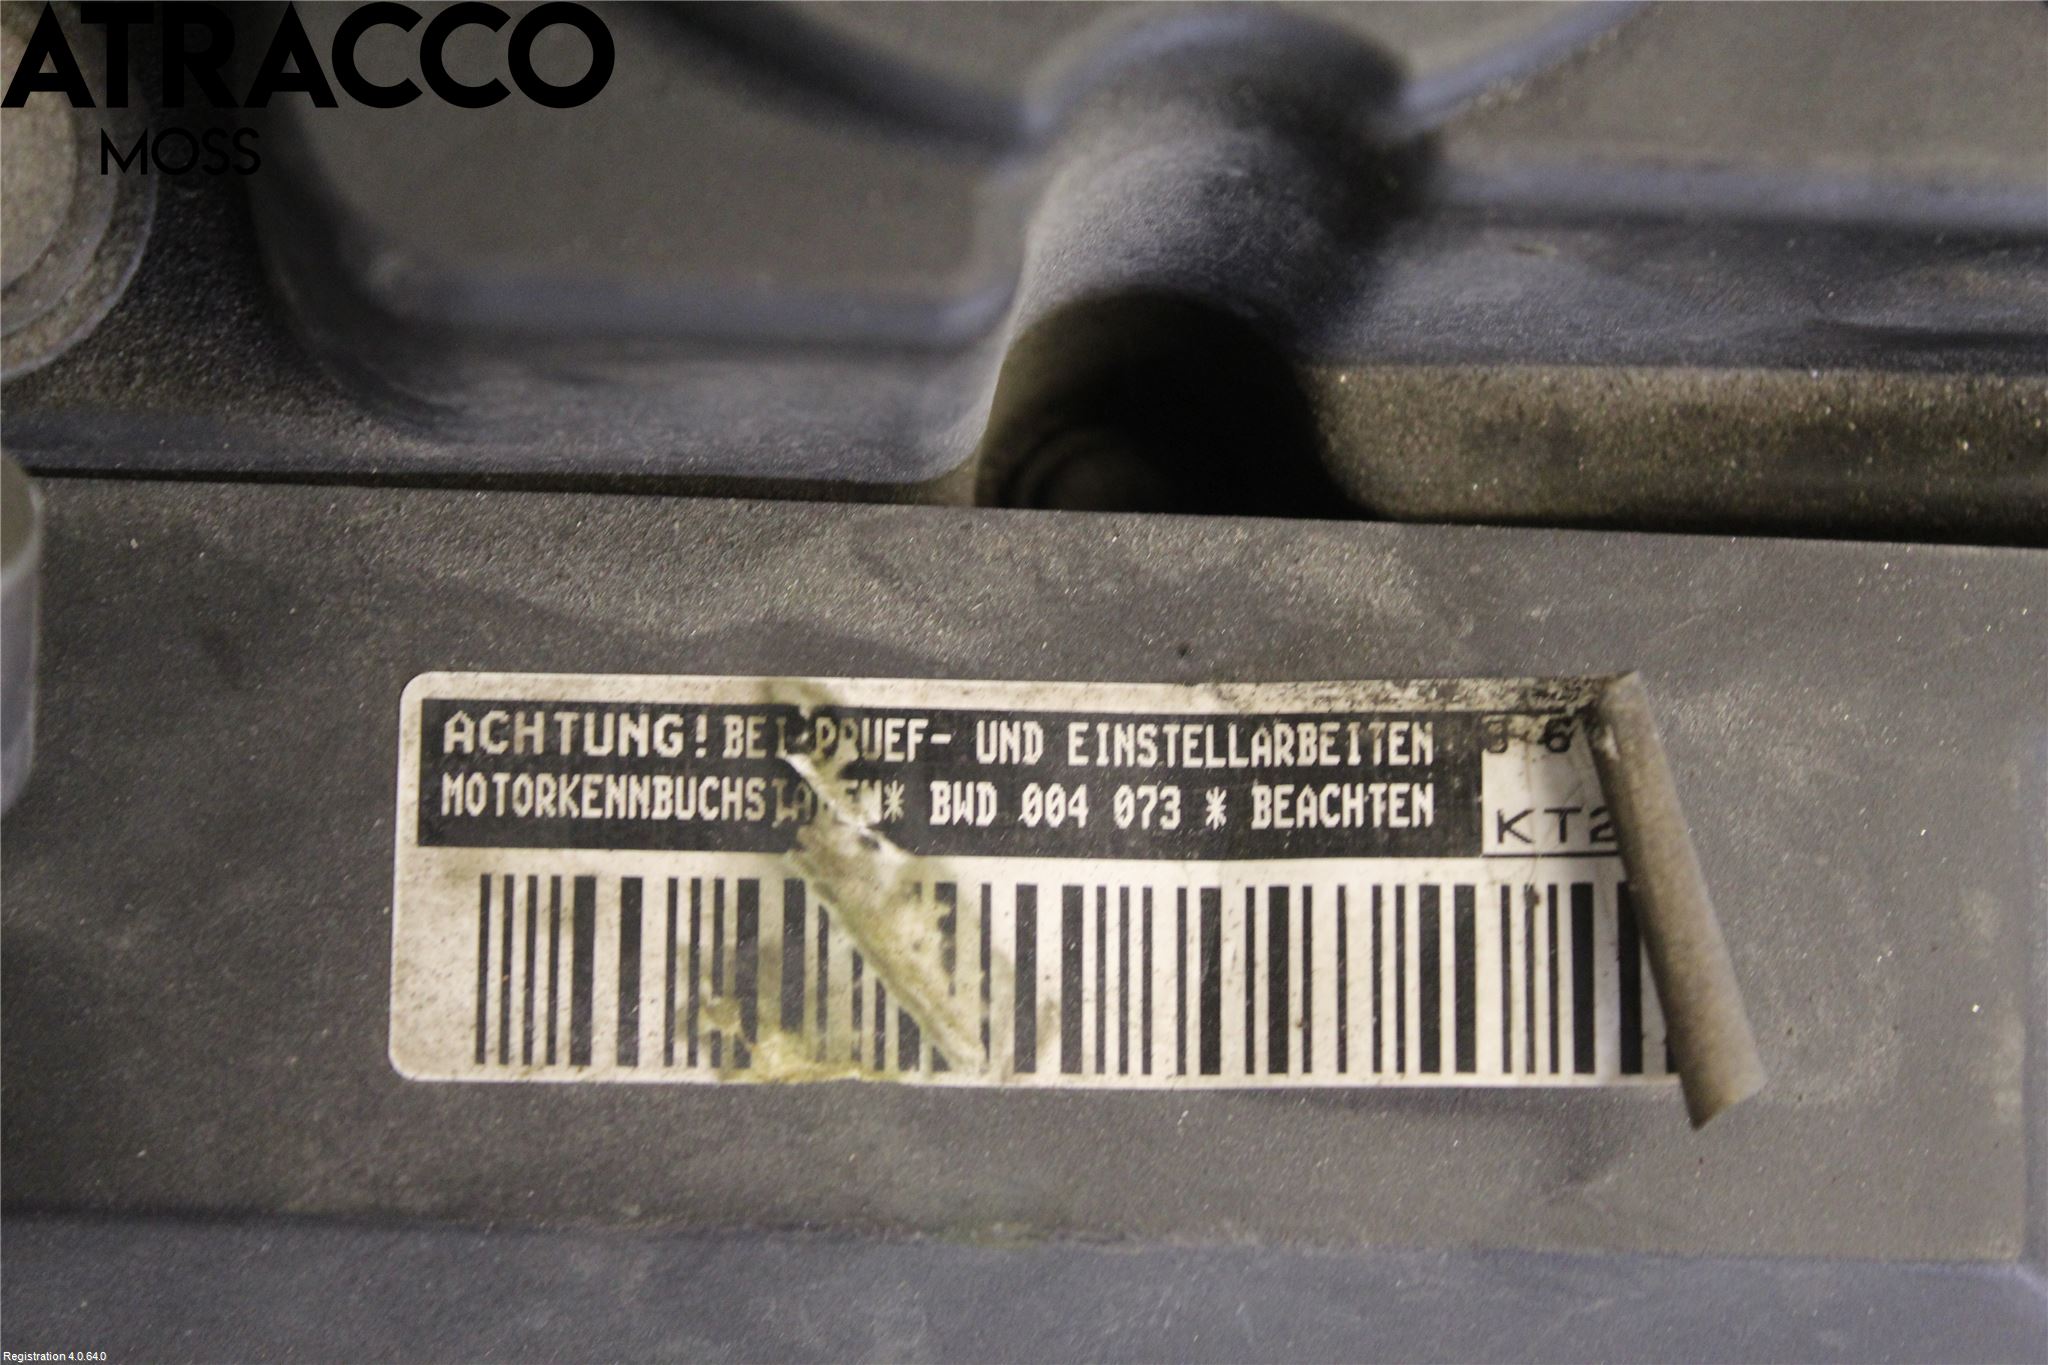 ATRACCO
MOSS
ACHTUNG! BEI PRUEF- UND EINSTELLARBEITEN
MOTORKENNBUCHSTABEN* BWD 004 073 * BEACHTEN
KT2
Registration 4.0.64.0